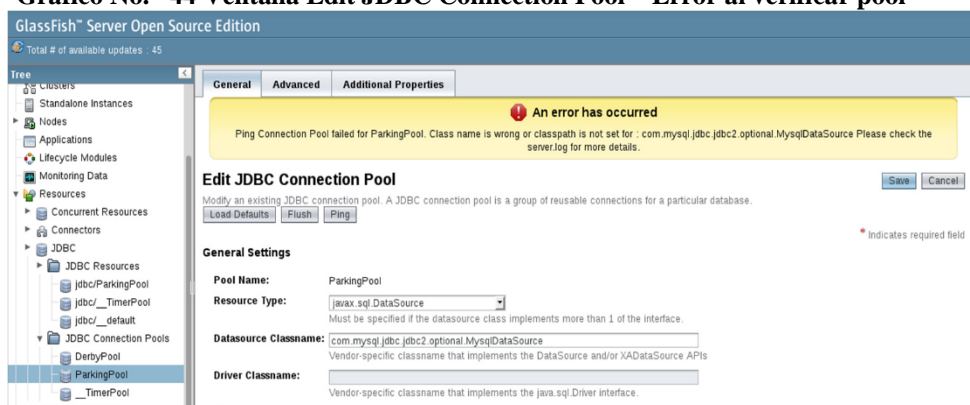 Gráfico No. 44 Ventana Edit JDBC Connection Pool - Error al verificar pool
GlassFish™ Server Open Source Edition
Total # of available updates : 45
Tree
Clusters
Standalone Instances
Nodes
Applications
Lifecycle Modules
Monitoring Data
Resources
Concurrent Resources
Connectors
JDBC
JDBC Resources
jdbc/ParkingPool
jdbc/__TimerPool
jdbc/__default
JDBC Connection Pools
DerbyPool
ParkingPool
__TimerPool
General Advanced Additional Properties
An error has occurred
Ping Connection Pool failed for ParkingPool. Class name is wrong or classpath is not set for : com.mysql.jdbc.jdbc2.optional.MysqlDataSource Please check the
server.log for more details.
Edit JDBC Connection Pool
Save Cancel
Modify an existing JDBC connection pool. A JDBC connection pool is a group of reusable connections for a particular database.
Load Defaults Flush Ping
* Indicates required field
General Settings
Pool Name: ParkingPool
Resource Type: javax.sql.DataSource
Must be specified if the datasource class implements more than 1 of the interface.
Datasource Classname: com.mysql.jdbc.jdbc2.optional.MysqlDataSource
Vendor-specific classname that implements the DataSource and/or XADataSource APIs
Driver Classname:
Vendor-specific classname that implements the java.sql.Driver interface.